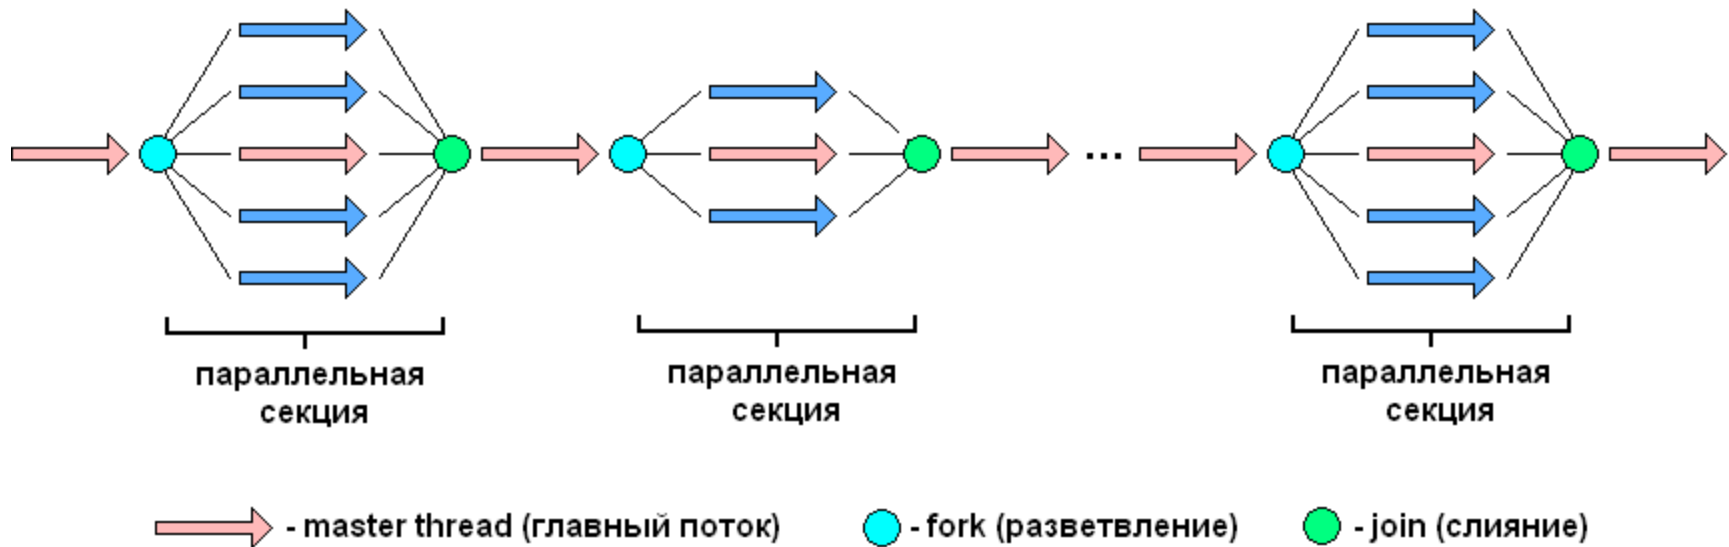 ...
параллельная
секция
параллельная
секция
параллельная
секция
- master thread (главный поток)
- fork (разветвление)
- join (слияние)